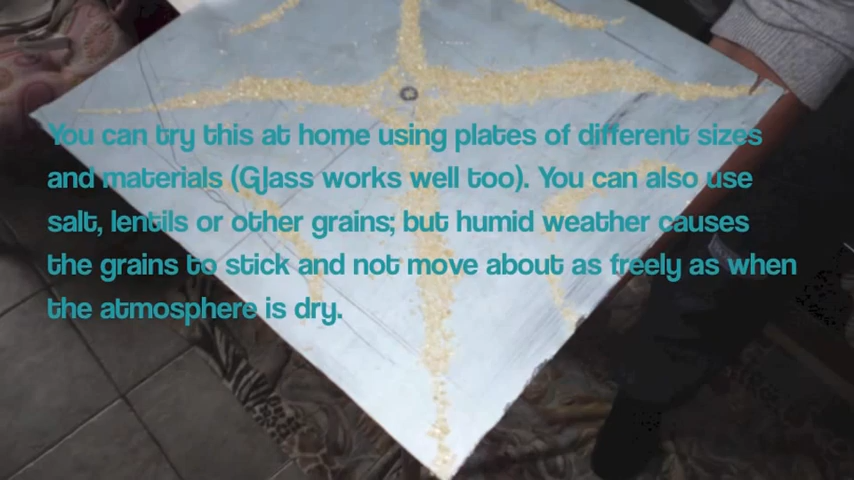 You can try this at home using plates of different sizes
and materials (Glass works well too). You can also use
salt, lentils or other grains; but humid weather causes
the grains to stick and not move about as freely as when
the atmosphere is dry.